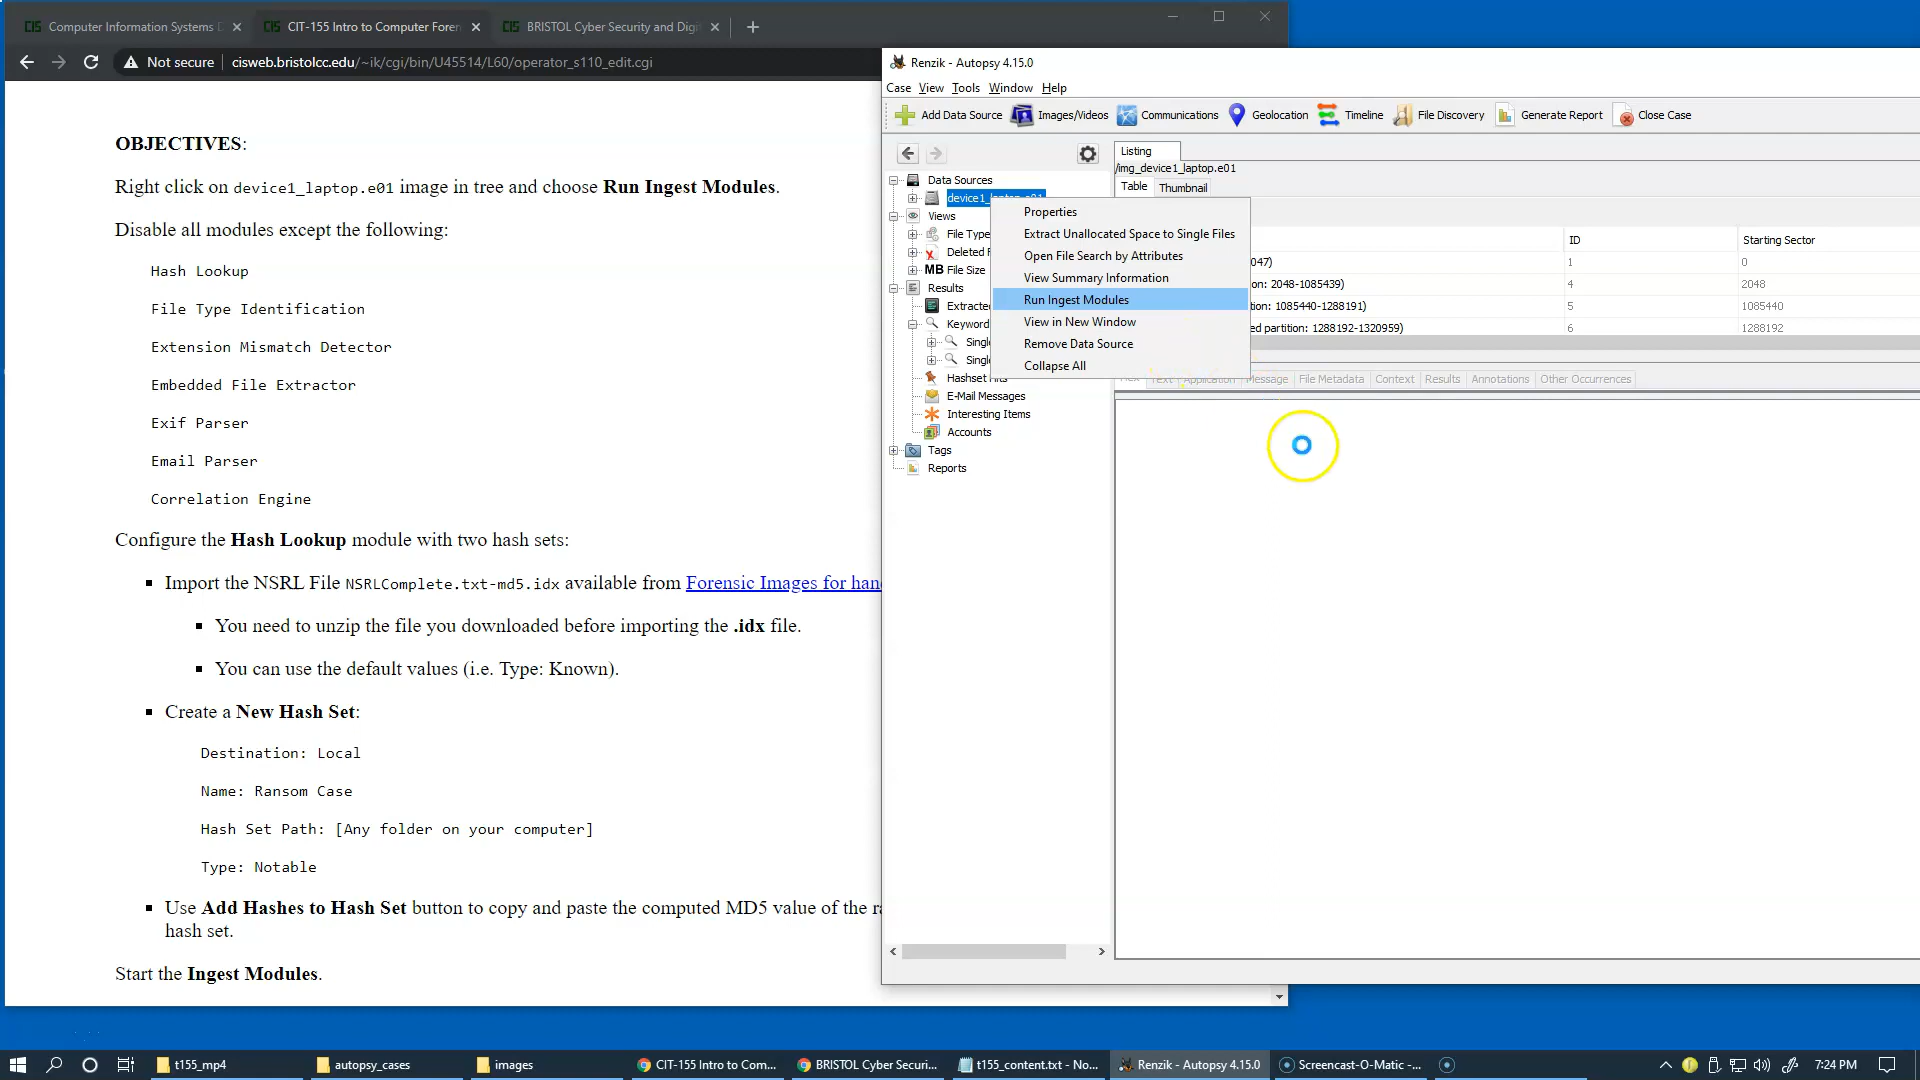 Computer Information Systems
CIT-155 Intro to Computer Foren
BRISTOL Cyber Security and Digi
Not secure
cisweb.bristolcc.edu/~ik/cgi/bin/U45514/L60/operator_s110_edit.cgi
OBJECTIVES:
Right click on device1_laptop.e01 image in tree and choose Run Ingest Modules.
Disable all modules except the following:
Hash Lookup
File Type Identification
Extension Mismatch Detector
Embedded File Extractor
Exif Parser
Email Parser
Correlation Engine
Configure the Hash Lookup module with two hash sets:
Import the NSRL File NSRLComplete.txt-md5.idx available from Forensic Images for han
You need to unzip the file you downloaded before importing the .idx file.
You can use the default values (i.e. Type: Known).
Create a New Hash Set:
Destination: Local
Name: Ransom Case
Hash Set Path: [Any folder on your computer]
Type: Notable
Use Add Hashes to Hash Set button to copy and paste the computed MD5 value of the ra
hash set.
Start the Ingest Modules.
Renzik - Autopsy 4.15.0
Case View Tools Window Help
Add Data Source Images/Videos Communications Geolocation Timeline File Discovery Generate Report Close Case
Data Sources
device1_laptop.e01
Views
File Type
Deleted F
MB File Size
Results
Extracted
Keyword
Singl
Singl
Hashset Hits
E-Mail Messages
Interesting Items
Accounts
Tags
Reports
Properties
Extract Unallocated Space to Single Files
Open File Search by Attributes
View Summary Information
Run Ingest Modules
View in New Window
Remove Data Source
Collapse All
Listing
/img_device1_laptop.e01
Table Thumbnail
ID Starting Sector
047) 1 0
on: 2048-1085439) 4 2048
tion: 1085440-1288191) 5 1085440
ed partition: 1288192-1320959) 6 1288192
Hex Text Application Message File Metadata Context Results Annotations Other Occurrences
t155_mp4
autopsy_cases
images
CIT-155 Intro to Com...
BRISTOL Cyber Securi...
t155_content.txt - No...
Renzik - Autopsy 4.15.0
Screencast-O-Matic -...
7:24 PM